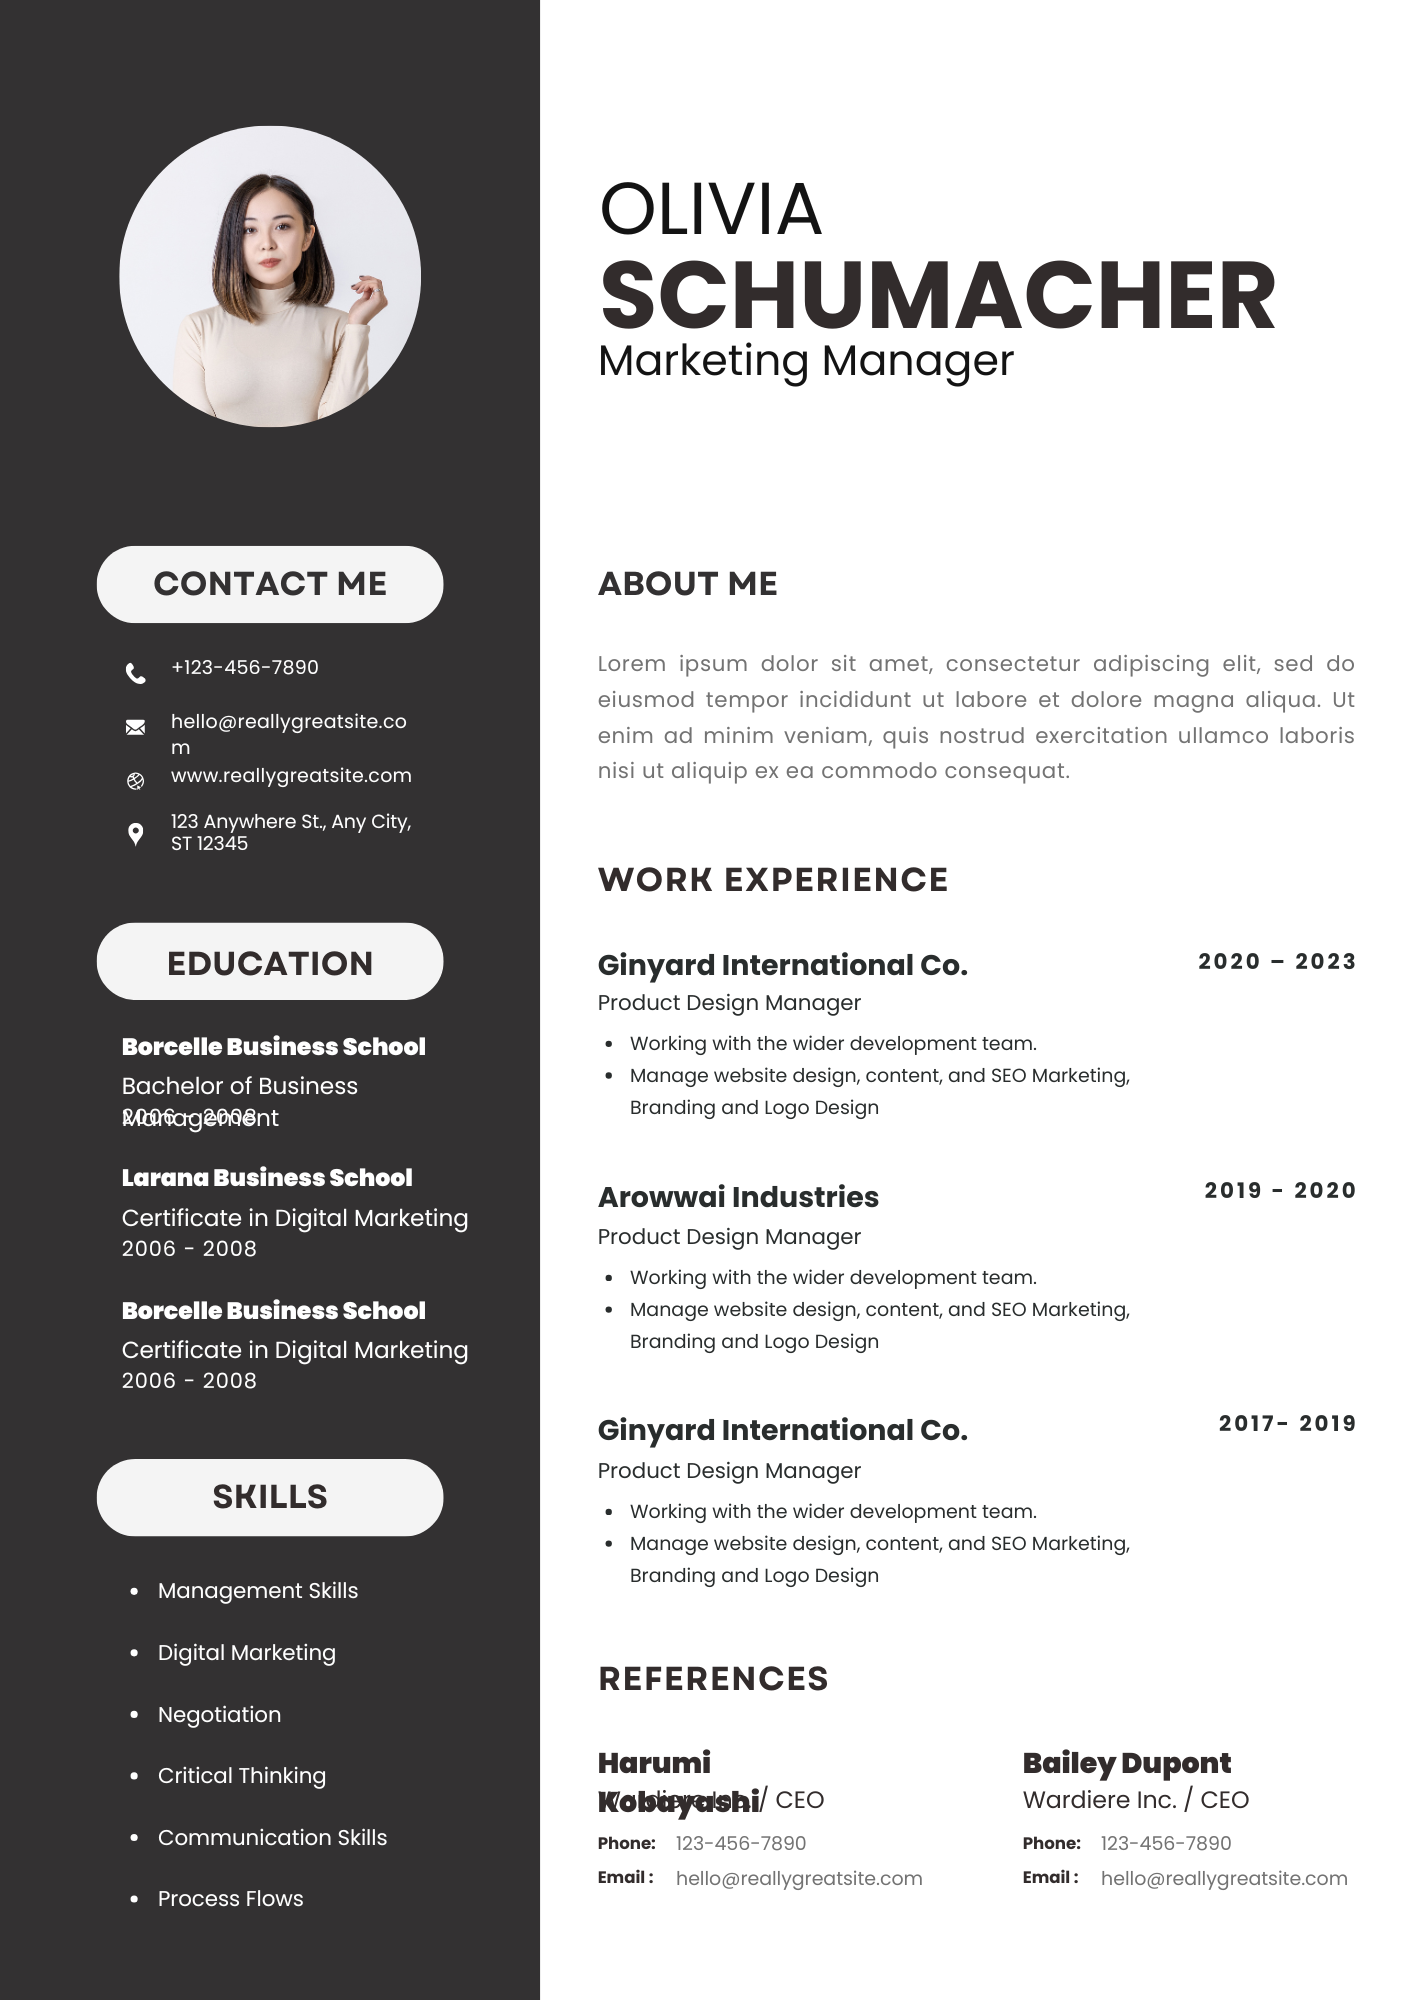 OLIVIA
SCHUMACHER
Marketing Manager
CONTACT ME
+123-456-7890
hello@reallygreatsite.co
m
www.reallygreatsite.com
123 Anywhere St., Any City,
ST 12345
EDUCATION
Borcelle Business School
Bachelor of Business
Management
2006 - 2008
Larana Business School
Certificate in Digital Marketing
2006 - 2008
Borcelle Business School
Certificate in Digital Marketing
2006 - 2008
SKILLS
• Management Skills
• Digital Marketing
• Negotiation
• Critical Thinking
• Communication Skills
• Process Flows
ABOUT ME
Lorem ipsum dolor sit amet, consectetur adipiscing elit, sed do
eiusmod tempor incididunt ut labore et dolore magna aliqua. Ut
enim ad minim veniam, quis nostrud exercitation ullamco laboris
nisi ut aliquip ex ea commodo consequat.
WORK EXPERIENCE
Ginyard International Co.
2020 – 2023
Product Design Manager
• Working with the wider development team.
• Manage website design, content, and SEO Marketing,
Branding and Logo Design
Arowwai Industries
2019 - 2020
Product Design Manager
• Working with the wider development team.
• Manage website design, content, and SEO Marketing,
Branding and Logo Design
Ginyard International Co.
2017- 2019
Product Design Manager
• Working with the wider development team.
• Manage website design, content, and SEO Marketing,
Branding and Logo Design
REFERENCES
Harumi
Kobayashi
Wardiere Inc. / CEO
Phone: 123-456-7890
Email : hello@reallygreatsite.com
Bailey Dupont
Wardiere Inc. / CEO
Phone: 123-456-7890
Email : hello@reallygreatsite.com